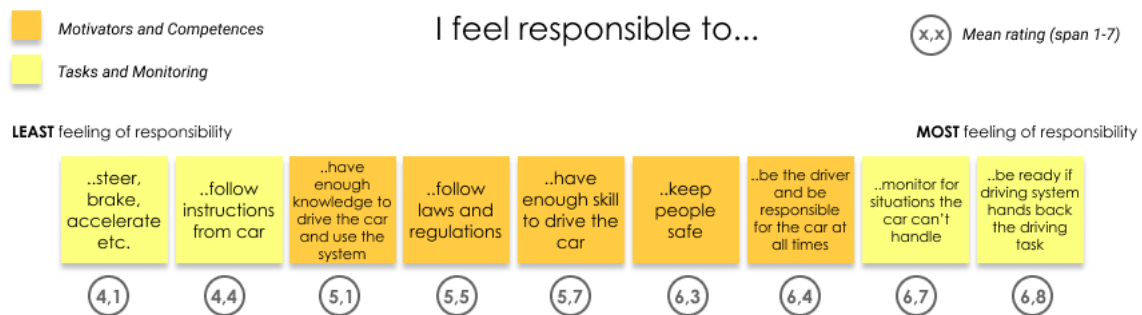 Motivators and Competences
I feel responsible to...
x,x
Mean rating (span 1-7)
Tasks and Monitoring
LEAST feeling of responsibility
MOST feeling of responsibility
..steer,
brake,
accelerate
etc.
..follow
instructions
from car
..have
enough
knowledge to
drive the car
and use the
system
..follow
laws and
regulations
..have
enough skill
to drive the
car
..keep
people
safe
..be the driver
and be
responsible
for the car at
all times
..monitor for
situations the
car can't
handle
..be ready if
driving system
hands back
the driving
task
4,1
4,4
5,1
5,5
5,7
6,3
6,4
6,7
6,8